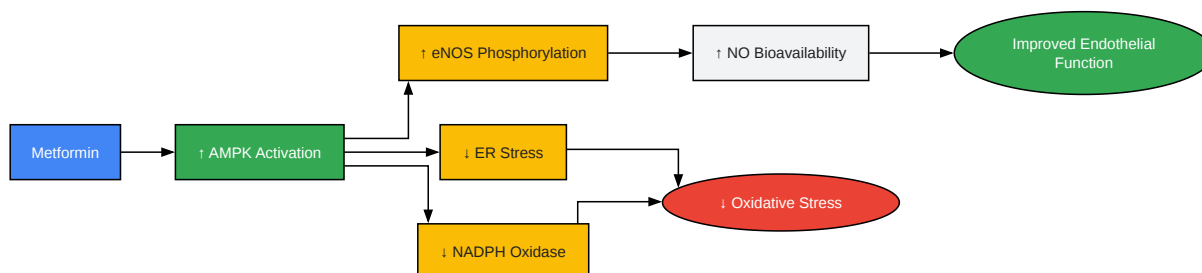 ↑ eNOS Phosphorylation
↑ NO Bioavailability
Improved Endothelial
Function
Metformin
↑ AMPK Activation
↓ ER Stress
↓ Oxidative Stress
↓ NADPH Oxidase